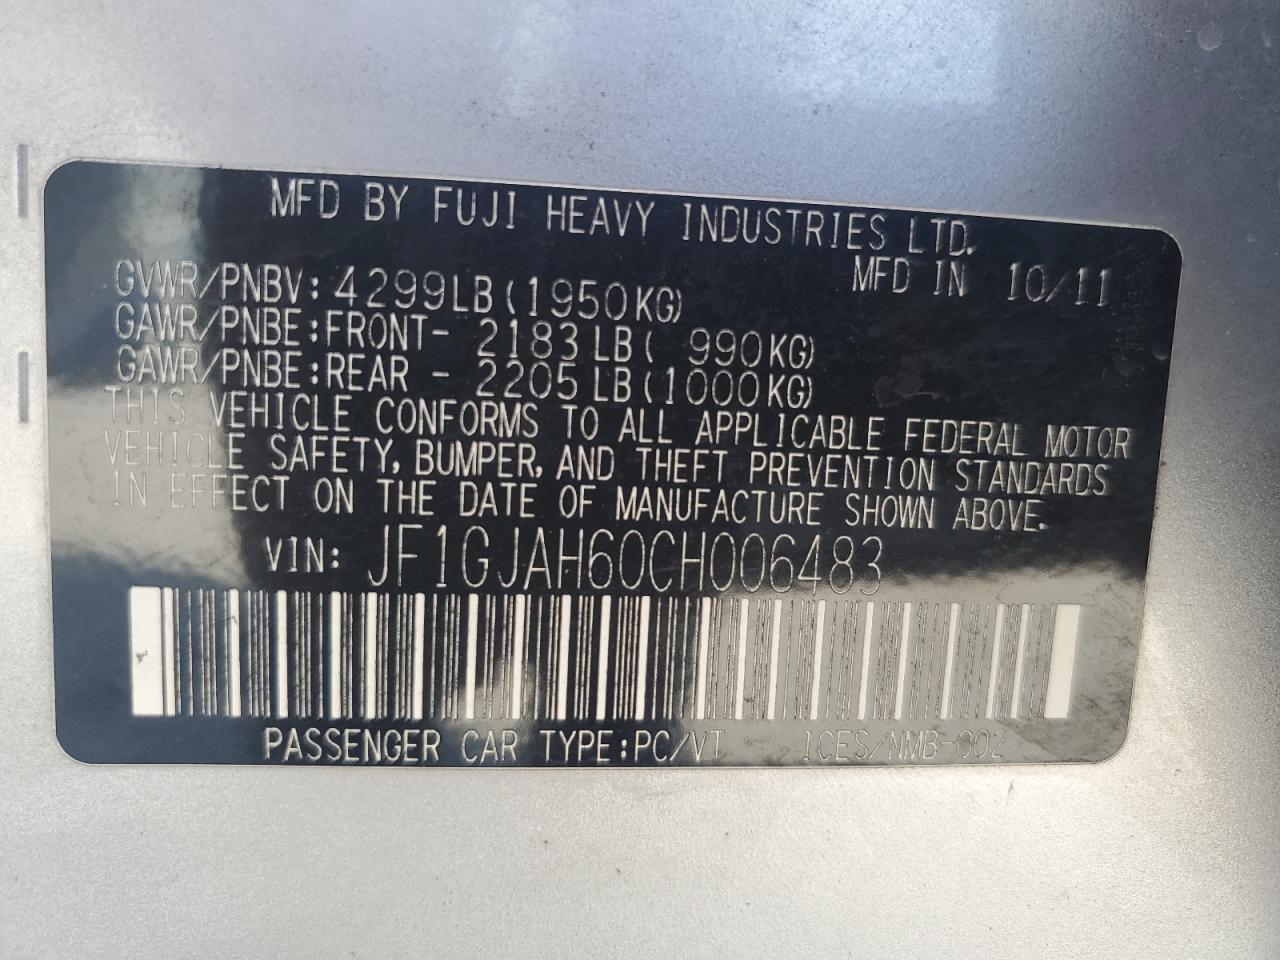 MFD BY FUJI HEAVY INDUSTRIES LTD.
MFD IN 10/11
GVWR/PNBV: 4299LB(1950KG)
GAWR/PNBE:FRONT- 2183LB( 990KG)
GAWR/PNBE:REAR - 2205LB(1000KG)
THIS VEHICLE CONFORMS TO ALL APPLICABLE FEDERAL MOTOR
VEHICLE SAFETY, BUMPER, AND THEFT PREVENTION STANDARDS
IN EFFECT ON THE DATE OF MANUFACTURE SHOWN ABOVE.
VIN: JF1GJAH60CH006483
PASSENGER CAR TYPE:PC/VT ICES/NMB-002